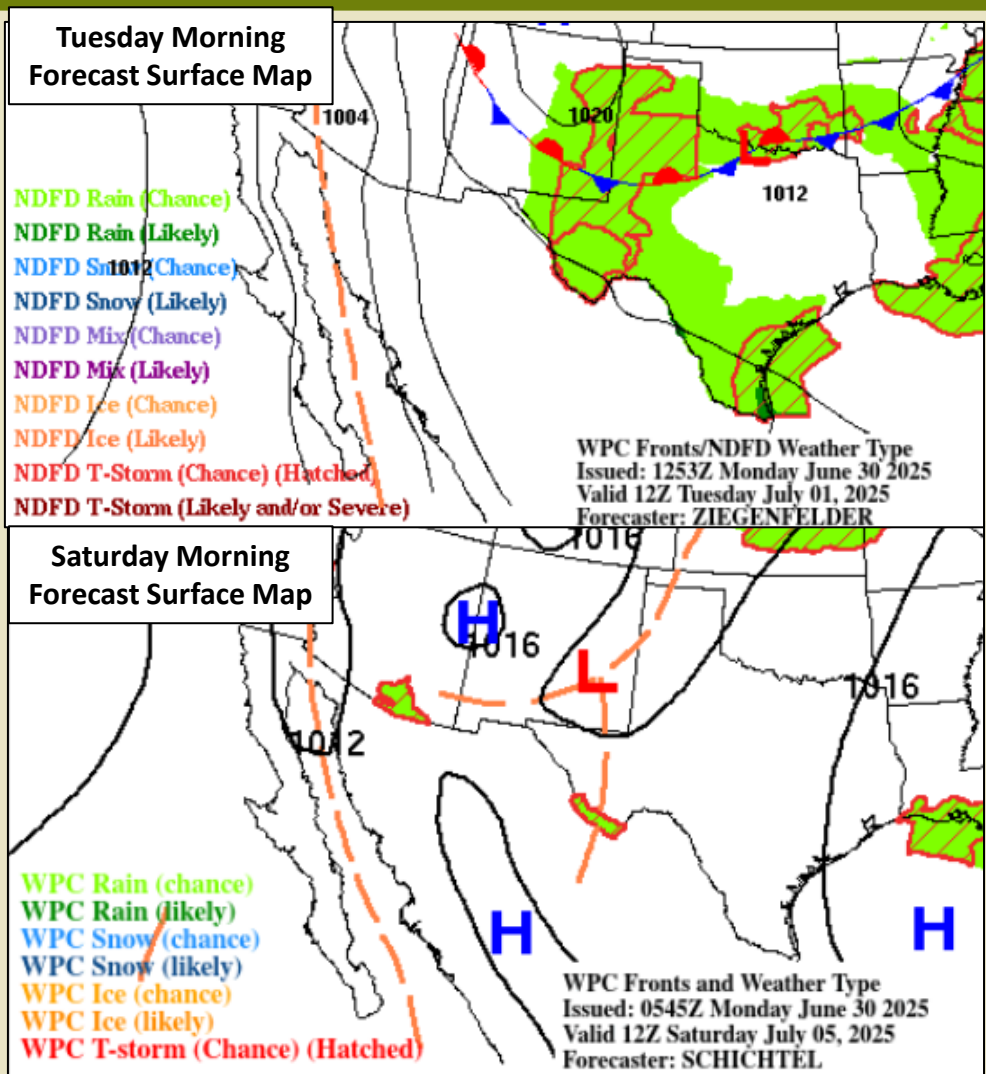 Tuesday Morning
Forecast Surface Map
1004
1020
1012
L
NDFD Rain (Chance)
NDFD Rain (Likely)
NDFD Snow (Chance)
1012
NDFD Snow (Likely)
NDFD Mix (Chance)
NDFD Mix (Likely)
NDFD Ice (Chance)
NDFD Ice (Likely)
NDFD T-Storm (Chance) (Hatched)
NDFD T-Storm (Likely and/or Severe)
WPC Fronts/NDFD Weather Type
Issued: 1253Z Monday June 30 2025
Valid 12Z Tuesday July 01, 2025
Forecaster: ZIEGENFELDER
Saturday Morning
Forecast Surface Map
1016
H
1016
L
1016
1012
H
H
WPC Rain (chance)
WPC Rain (likely)
WPC Snow (chance)
WPC Snow (likely)
WPC Ice (chance)
WPC Ice (likely)
WPC T-storm (Chance) (Hatched)
WPC Fronts and Weather Type
Issued: 0545Z Monday June 30 2025
Valid 12Z Saturday July 05, 2025
Forecaster: SCHICHTEL